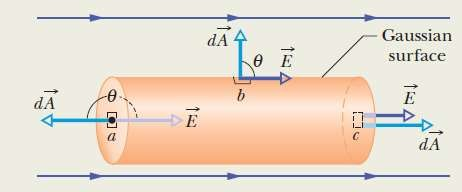 dA⃗
θ
E⃗
Gaussian
surface
b
dA⃗
θ
E⃗
a
E⃗
c
dA⃗